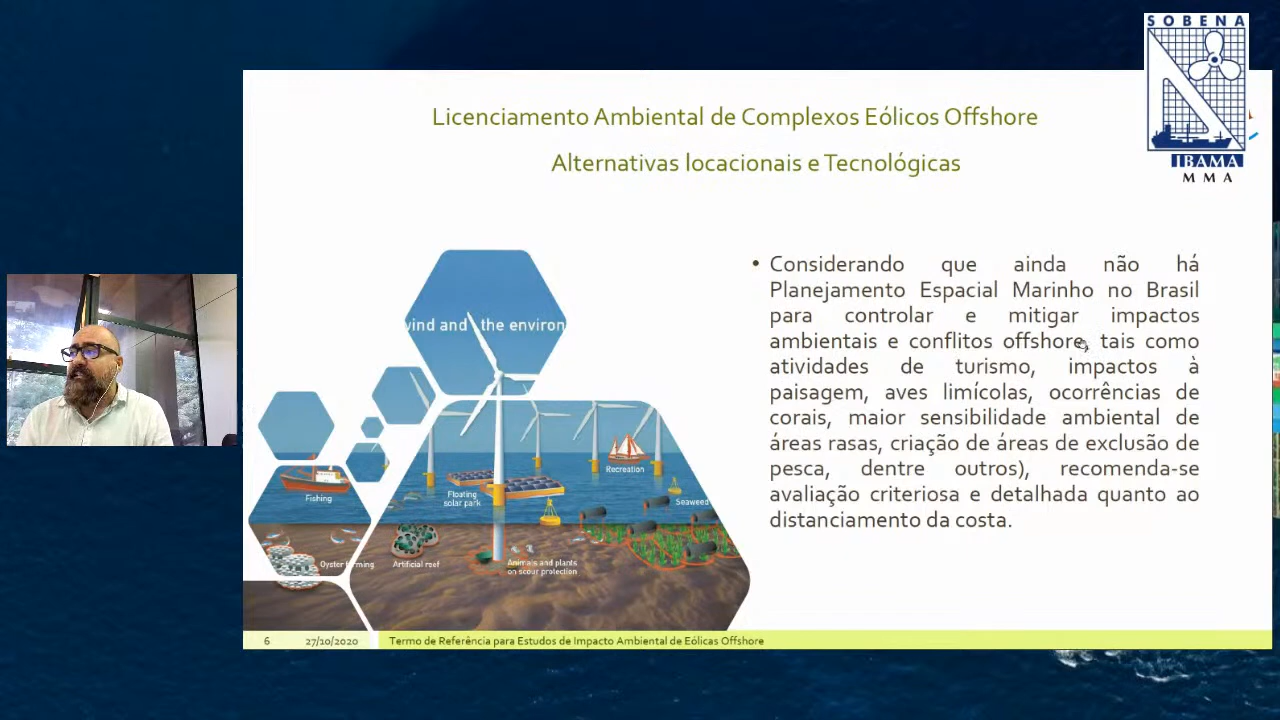 SOBENA
IBAMA
MMA
Licenciamento Ambiental de Complexos Eólicos Offshore
Alternativas locacionais e Tecnológicas
wind and the environ
Recreation
Fishing
Floating
solar park
Seaweed
Oyster farming
Artificial reef
Animals and plants
on scour protection
• Considerando que ainda não há
Planejamento Espacial Marinho no Brasil
para controlar e mitigar impactos
ambientais e conflitos offshore, tais como
atividades de turismo, impactos à
paisagem, aves limícolas, ocorrências de
corais, maior sensibilidade ambiental de
áreas rasas, criação de áreas de exclusão de
pesca, dentre outros), recomenda-se
avaliação criteriosa e detalhada quanto ao
distanciamento da costa.
6 27/10/2020 Termo de Referência para Estudos de Impacto Ambiental de Eólicas Offshore